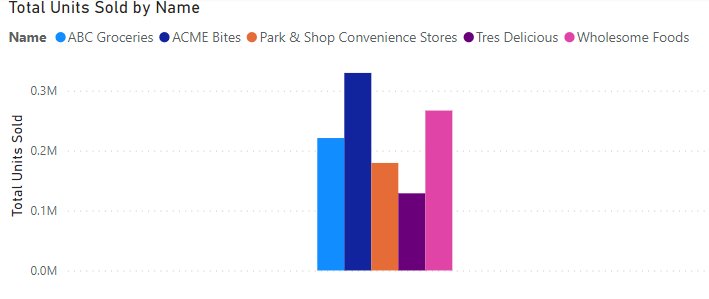 Total Units Sold by Name
Name ABC Groceries ACME Bites Park & Shop Convenience Stores Tres Delicious Wholesome Foods
Total Units Sold
0.3M
0.2M
0.1M
0.0M